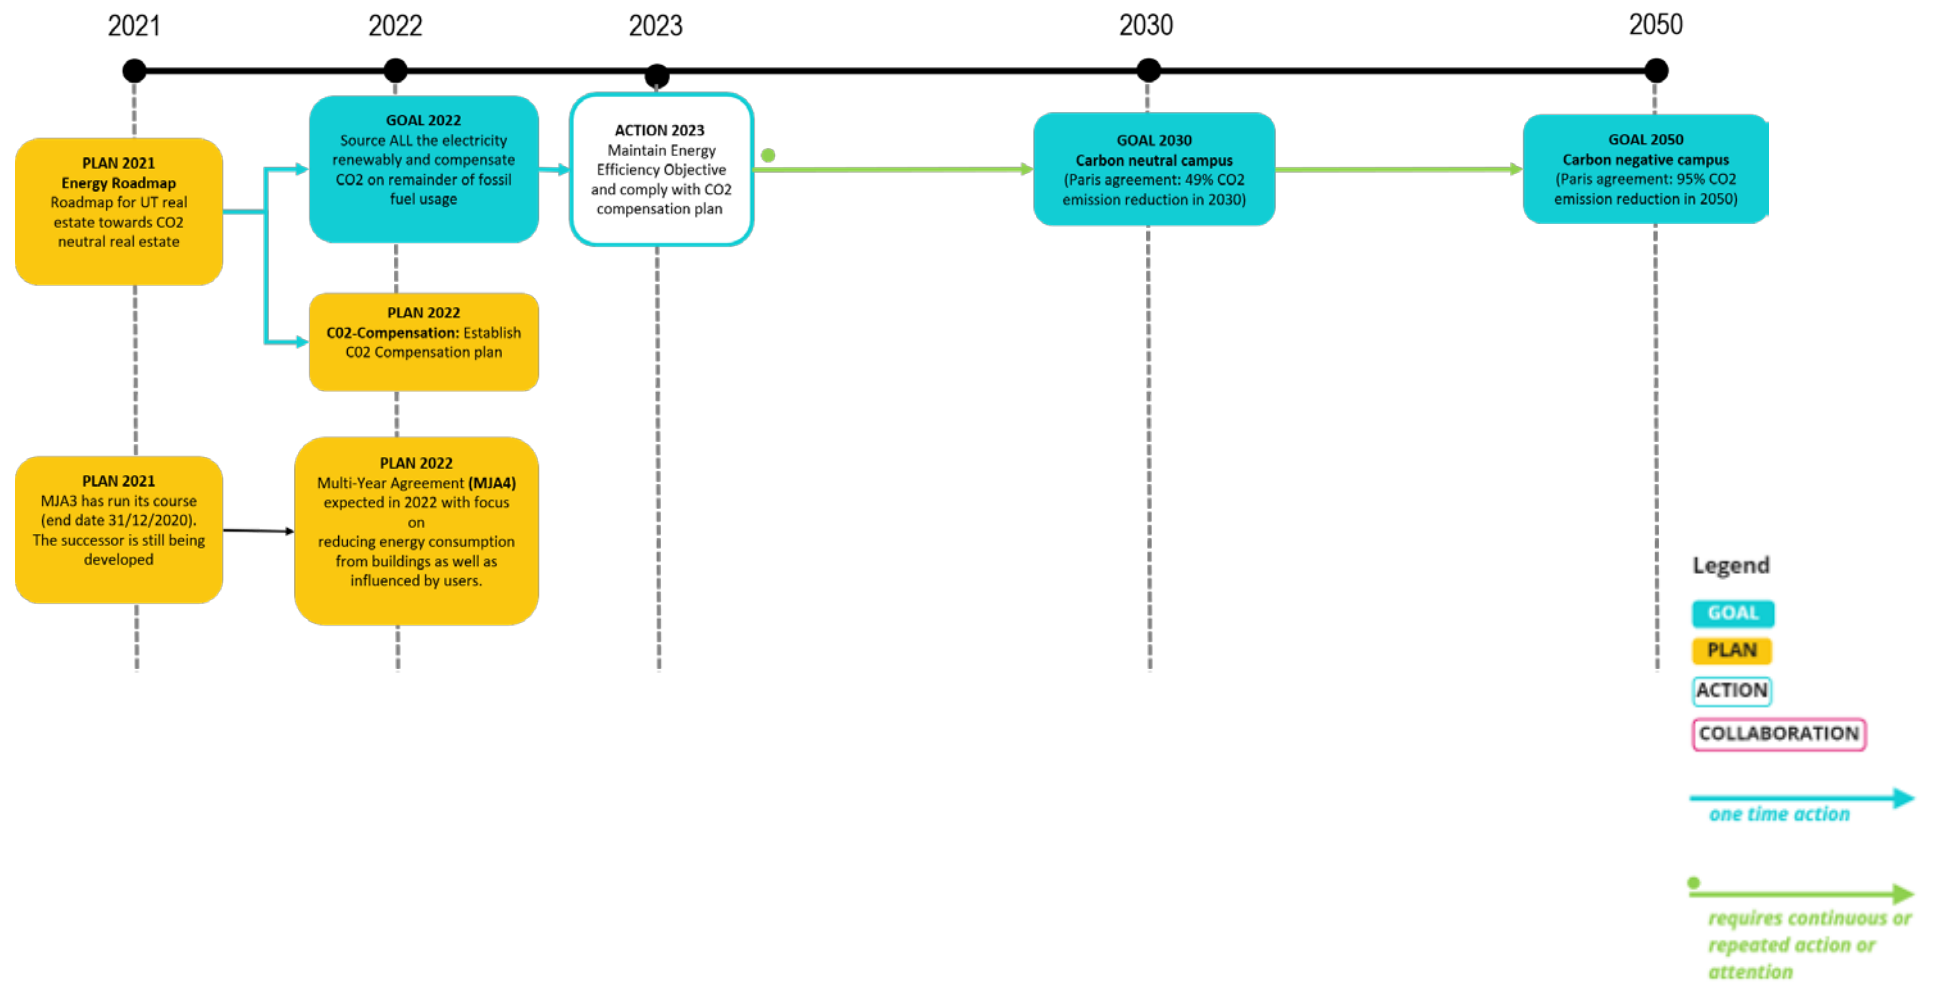 2021
2022
2023
2030
2050
PLAN 2021
Energy Roadmap
Roadmap for UT real
estate towards CO2
neutral real estate
GOAL 2022
Source ALL the electricity
renewably and compensate
CO2 on remainder of fossil
fuel usage
ACTION 2023
Maintain Energy
Efficiency Objective
and comply with CO2
compensation plan
GOAL 2030
Carbon neutral campus
(Paris agreement: 49% CO2
emission reduction in 2030)
GOAL 2050
Carbon negative campus
(Paris agreement: 95% CO2
emission reduction in 2050)
PLAN 2022
C02-Compensation: Establish
C02 Compensation plan
PLAN 2021
MJA3 has run its course
(end date 31/12/2020).
The successor is still being
developed
PLAN 2022
Multi-Year Agreement (MJA4)
expected in 2022 with focus
on
reducing energy consumption
from buildings as well as
influenced by users.
Legend
GOAL
PLAN
ACTION
COLLABORATION
one time action
requires continuous or
repeated action or
attention